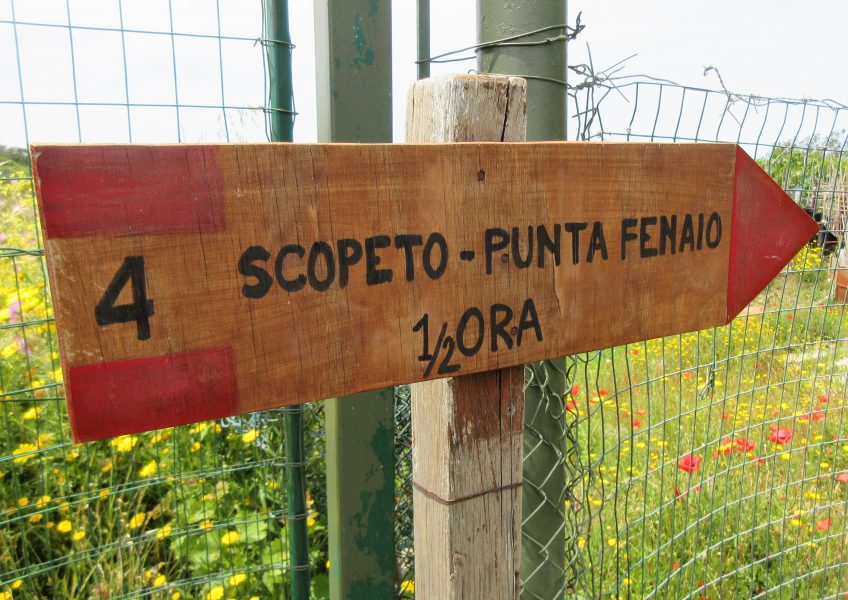 4 SCOPETO - PUNTA FENAIO
1/2 ORA